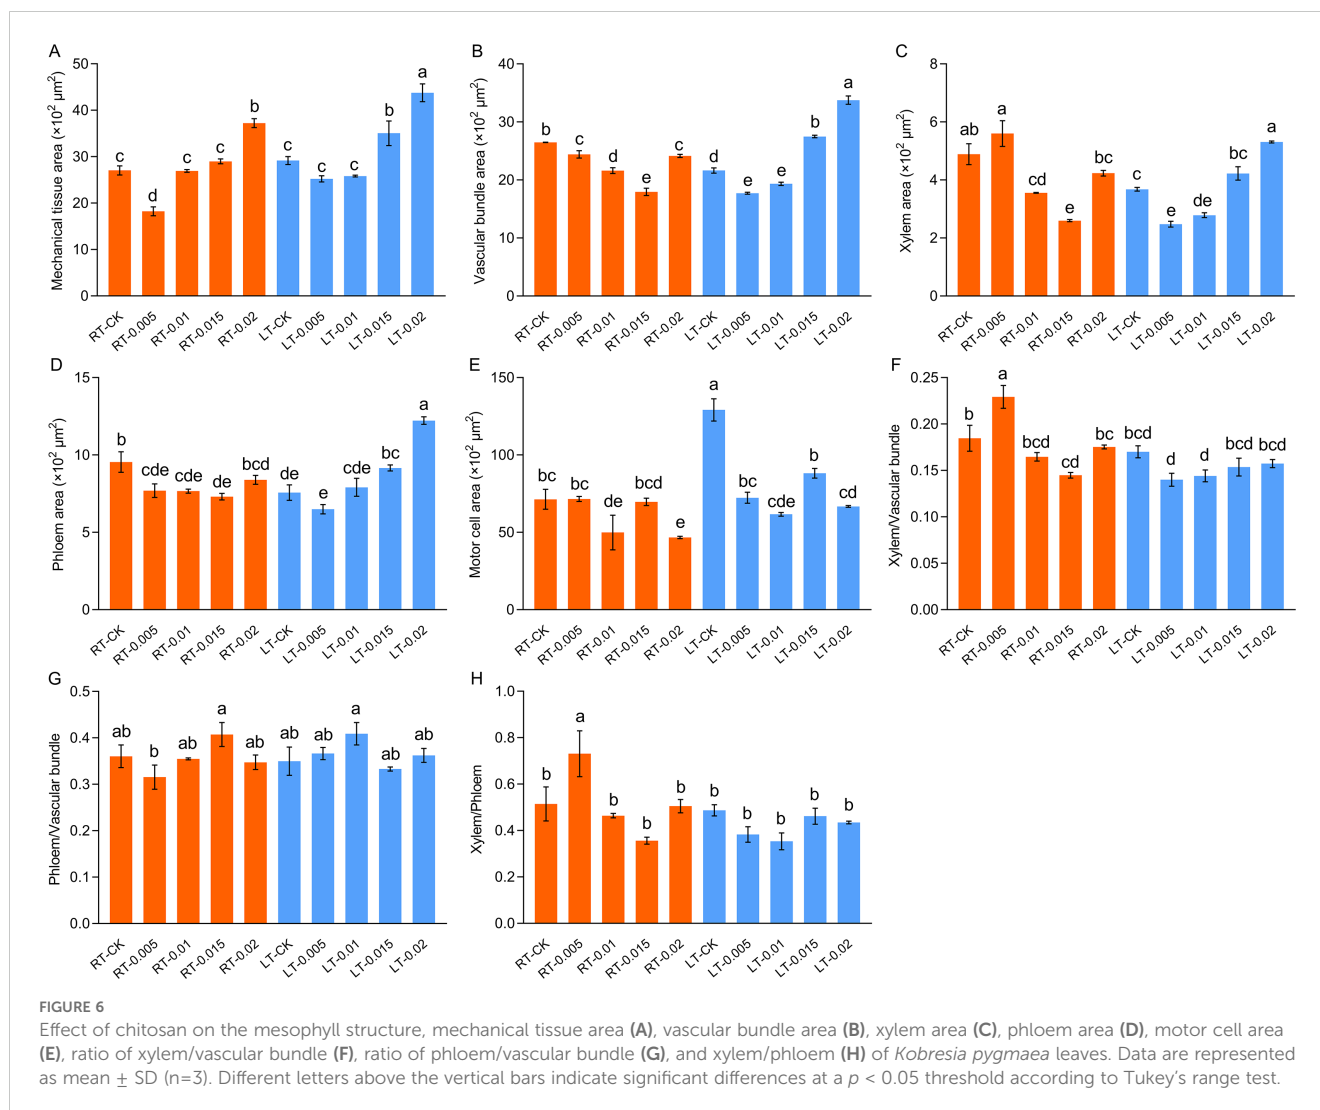 A
Mechanical tissue area (×10² μm²)
50
40
30
20
10
0
c
d
c
c
b
c
c
c
b
a
RT-CK
RT-0.005
RT-0.01
RT-0.015
RT-0.02
LT-CK
LT-0.005
LT-0.01
LT-0.015
LT-0.02
B
Vascular bundle area (×10² μm²)
40
30
20
10
0
b
c
d
e
c
d
e
e
b
a
RT-CK
RT-0.005
RT-0.01
RT-0.015
RT-0.02
LT-CK
LT-0.005
LT-0.01
LT-0.015
LT-0.02
C
Xylem area (×10² μm²)
8
6
4
2
0
ab
a
cd
e
bc
c
e
de
bc
a
RT-CK
RT-0.005
RT-0.01
RT-0.015
RT-0.02
LT-CK
LT-0.005
LT-0.01
LT-0.015
LT-0.02
D
Phloem area (×10² μm²)
15
10
5
0
b
cde
cde
de
bcd
de
e
cde
bc
a
RT-CK
RT-0.005
RT-0.01
RT-0.015
RT-0.02
LT-CK
LT-0.005
LT-0.01
LT-0.015
LT-0.02
E
Motor cell area (×10² μm²)
150
100
50
0
bc
bc
de
bcd
e
a
bc
cde
b
cd
RT-CK
RT-0.005
RT-0.01
RT-0.015
RT-0.02
LT-CK
LT-0.005
LT-0.01
LT-0.015
LT-0.02
F
Xylem/Vascular bundle
0.25
0.20
0.15
0.10
0.05
0.00
b
a
bcd
cd
bc
bcd
d
d
bcd
bcd
RT-CK
RT-0.005
RT-0.01
RT-0.015
RT-0.02
LT-CK
LT-0.005
LT-0.01
LT-0.015
LT-0.02
G
Phloem/Vascular bundle
0.5
0.4
0.3
0.2
0.1
0.0
ab
b
ab
a
ab
ab
ab
a
ab
ab
RT-CK
RT-0.005
RT-0.01
RT-0.015
RT-0.02
LT-CK
LT-0.005
LT-0.01
LT-0.015
LT-0.02
H
Xylem/Phloem
1.0
0.8
0.6
0.4
0.2
0.0
b
a
b
b
b
b
b
b
b
b
RT-CK
RT-0.005
RT-0.01
RT-0.015
RT-0.02
LT-CK
LT-0.005
LT-0.01
LT-0.015
LT-0.02
FIGURE 6
Effect of chitosan on the mesophyll structure, mechanical tissue area (A), vascular bundle area (B), xylem area (C), phloem area (D), motor cell area
(E), ratio of xylem/vascular bundle (F), ratio of phloem/vascular bundle (G), and xylem/phloem (H) of Kobresia pygmaea leaves. Data are represented
as mean ± SD (n=3). Different letters above the vertical bars indicate significant differences at a p < 0.05 threshold according to Tukey's range test.